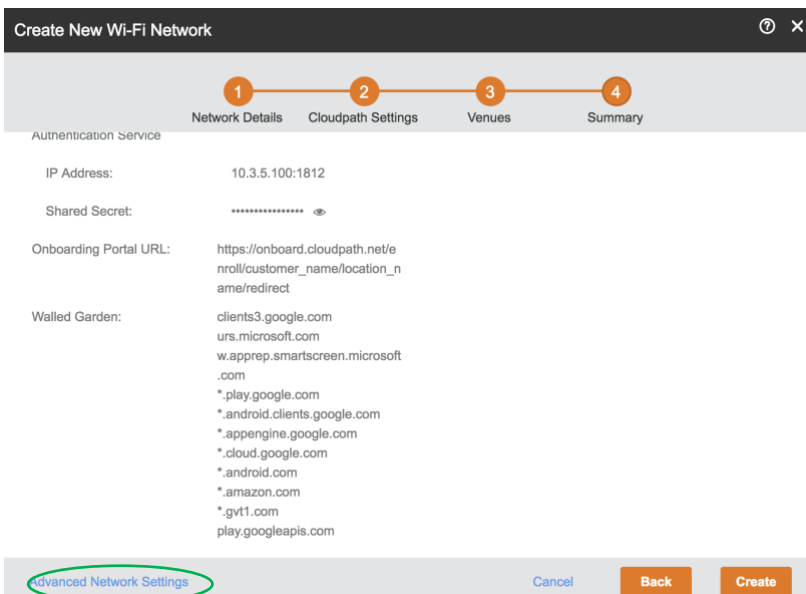 Create New Wi-Fi Network
1 2 3 4
Network Details Cloudpath Settings Venues Summary
Authentication Service
IP Address: 10.3.5.100:1812
Shared Secret: ••••••••••••••••
Onboarding Portal URL: https://onboard.cloudpath.net/e
nroll/customer_name/location_n
ame/redirect
Walled Garden: clients3.google.com
urs.microsoft.com
w.apprep.smartscreen.microsoft
.com
*.play.google.com
*.android.clients.google.com
*.appengine.google.com
*.cloud.google.com
*.android.com
*.amazon.com
*.gvt1.com
play.googleapis.com
Advanced Network Settings Cancel Back Create